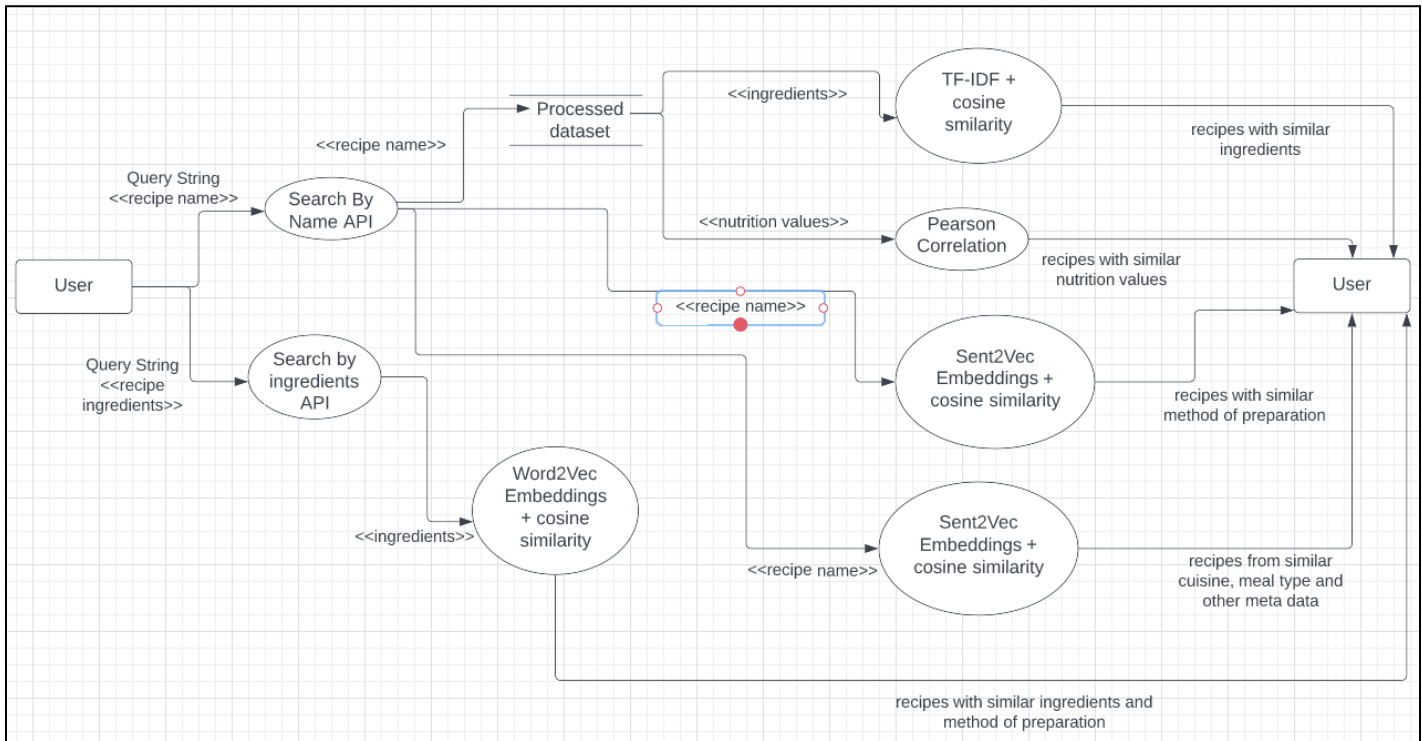 User
Query String
<<recipe name>>
Search By
Name API
<<recipe name>>
Processed
dataset
<<ingredients>>
TF-IDF +
cosine
smilarity
recipes with similar
ingredients
<<nutrition values>>
Pearson
Correlation
recipes with similar
nutrition values
User
<<recipe name>>
Sent2Vec
Embeddings +
cosine similarity
recipes with similar
method of preparation
Query String
<<recipe
ingredients>>
Search by
ingredients
API
<<ingredients>>
Word2Vec
Embeddings
+ cosine
similarity
<<recipe name>>
Sent2Vec
Embeddings +
cosine similarity
recipes from similar
cuisine, meal type and
other meta data
recipes with similar ingredients and
method of preparation